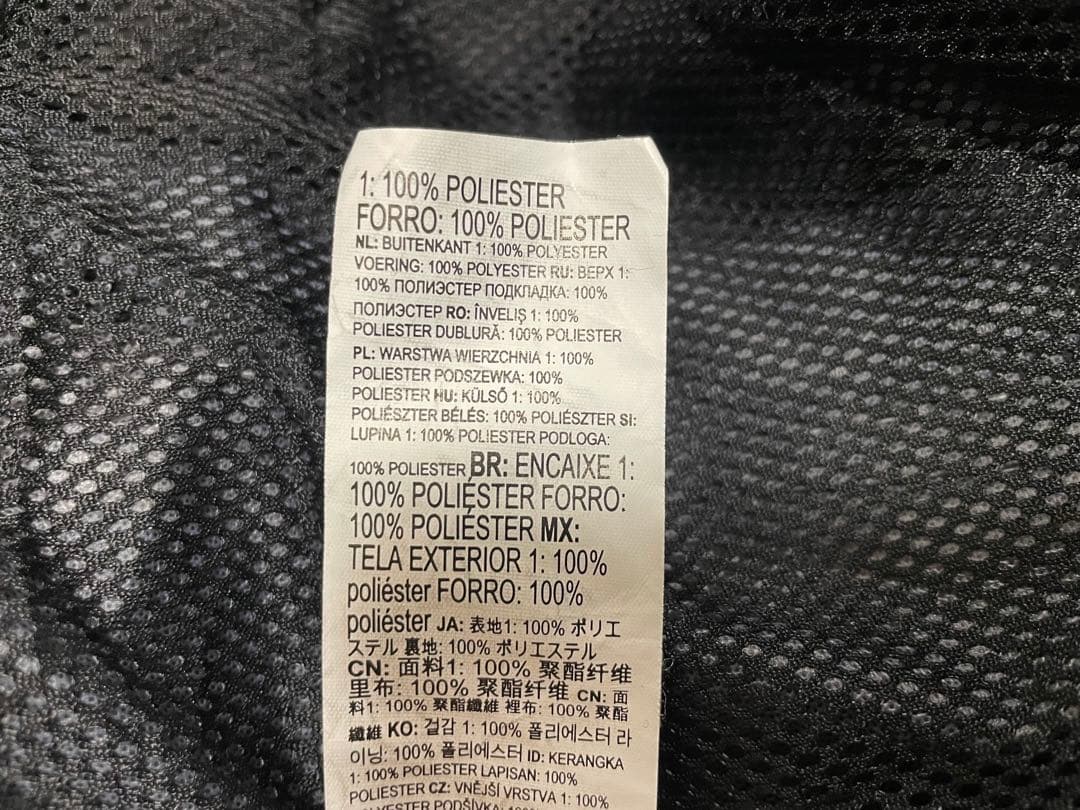 1: 100% POLIESTER
FORRO: 100% POLIESTER
NL: BUITENKANT 1: 100% POLYESTER
VOERING: 100% POLYESTER RU: ВЕРХ 1:
100% ПОЛИЭСТЕР ПОДКЛАДКА: 100%
ПОЛИЭСТЕР RO: ÎNVELIŞ 1: 100%
POLIESTER DUBLURĂ: 100% POLIESTER
PL: WARSTWA WIERZCHNIA 1: 100%
POLIESTER PODSZEWKA: 100%
POLIESTER HU: KÜLSŐ 1: 100%
POLIÉSZTER BÉLÉS: 100% POLIÉSZTER SI:
LUPINA 1: 100% POLIESTER PODLOGA:
100% POLIESTER BR: ENCAIXE 1:
100% POLIÉSTER FORRO:
100% POLIÉSTER MX:
TELA EXTERIOR 1: 100%
poliéster FORRO: 100%
poliéster JA: 表地1: 100% ポリエ
ステル 裏地: 100% ポリエステル
CN: 面料1: 100% 聚酯纤维
里布: 100% 聚酯纤维 CN: 面
料1: 100% 聚酯纖維 裡布: 100% 聚酯
纖維 KO: 겉감 1: 100% 폴리에스터 라
이닝: 100% 폴리에스터 ID: KERANGKA
1: 100% POLIESTER LAPISAN: 100%
POLIESTER CZ: VNĚJŠÍ VRSTVA 1: 100%
POLYESTER PODŠÍVKA: 100%